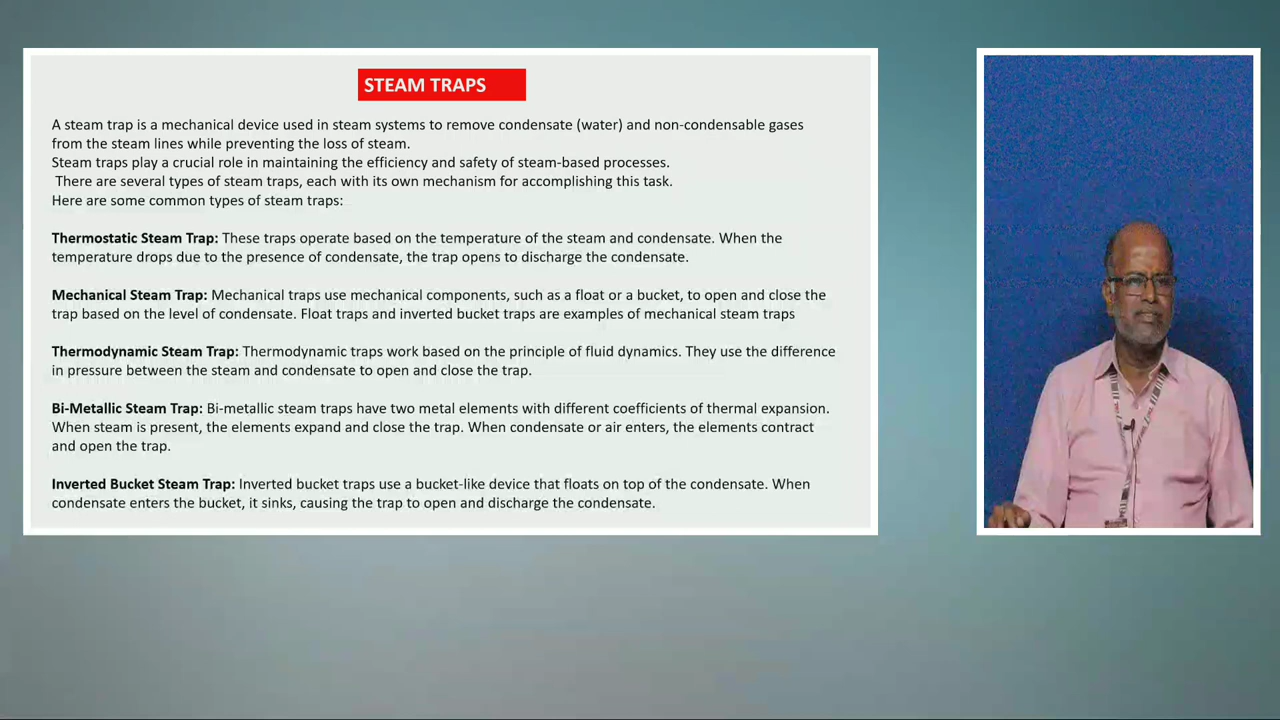 STEAM TRAPS
A steam trap is a mechanical device used in steam systems to remove condensate (water) and non-condensable gases
from the steam lines while preventing the loss of steam.
Steam traps play a crucial role in maintaining the efficiency and safety of steam-based processes.
There are several types of steam traps, each with its own mechanism for accomplishing this task.
Here are some common types of steam traps:
Thermostatic Steam Trap: These traps operate based on the temperature of the steam and condensate. When the
temperature drops due to the presence of condensate, the trap opens to discharge the condensate.
Mechanical Steam Trap: Mechanical traps use mechanical components, such as a float or a bucket, to open and close the
trap based on the level of condensate. Float traps and inverted bucket traps are examples of mechanical steam traps
Thermodynamic Steam Trap: Thermodynamic traps work based on the principle of fluid dynamics. They use the difference
in pressure between the steam and condensate to open and close the trap.
Bi-Metallic Steam Trap: Bi-metallic steam traps have two metal elements with different coefficients of thermal expansion.
When steam is present, the elements expand and close the trap. When condensate or air enters, the elements contract
and open the trap.
Inverted Bucket Steam Trap: Inverted bucket traps use a bucket-like device that floats on top of the condensate. When
condensate enters the bucket, it sinks, causing the trap to open and discharge the condensate.